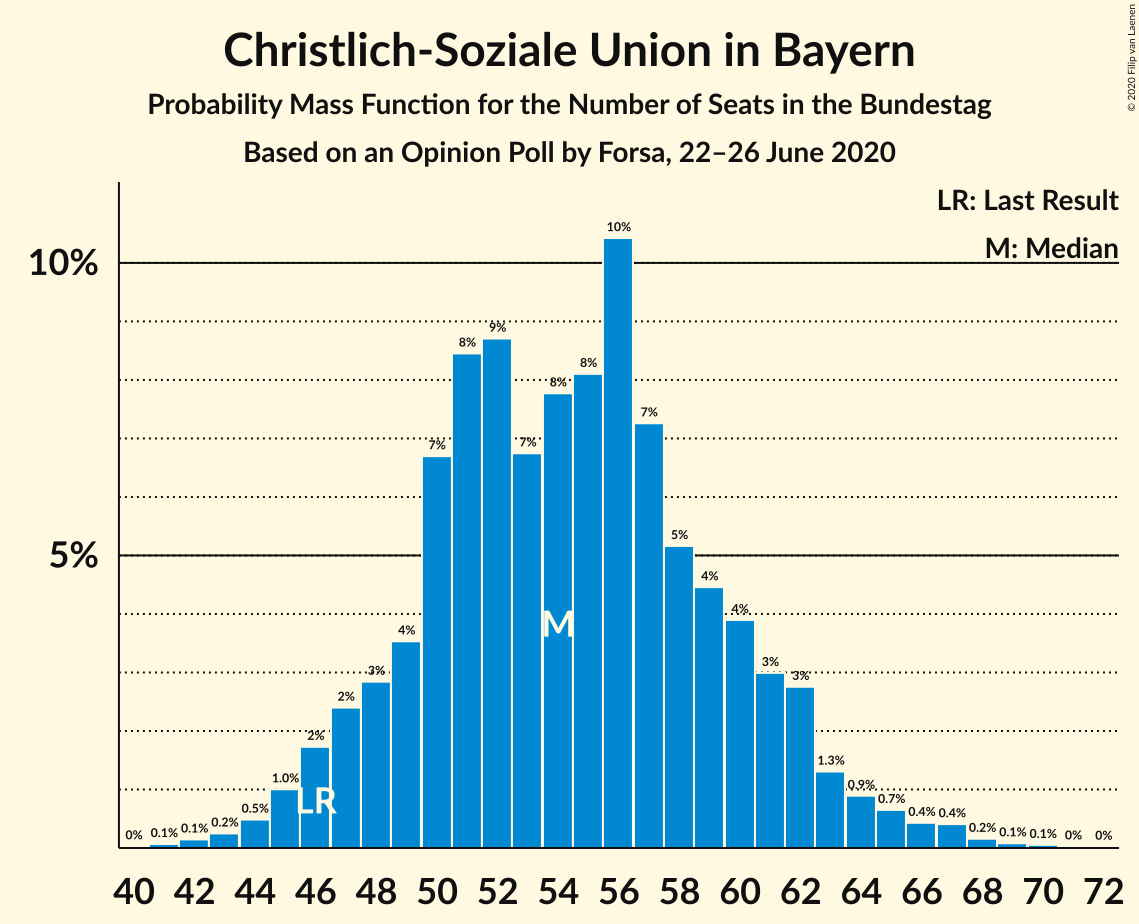 © 2020 Filip van Laenen
Christlich-Soziale Union in Bayern
Probability Mass Function for the Number of Seats in the Bundestag
Based on an Opinion Poll by Forsa, 22–26 June 2020
LR: Last Result
M: Median
10%
5%
0% 0.1% 0.1% 0.2% 0.5% 1.0% 2% 2% 3% 4% 7% 8% 9% 7% 8% 8% 10% 7% 5% 4% 4% 3% 3% 1.3% 0.9% 0.7% 0.4% 0.4% 0.2% 0.1% 0.1% 0% 0%
M
LR
40 42 44 46 48 50 52 54 56 58 60 62 64 66 68 70 72